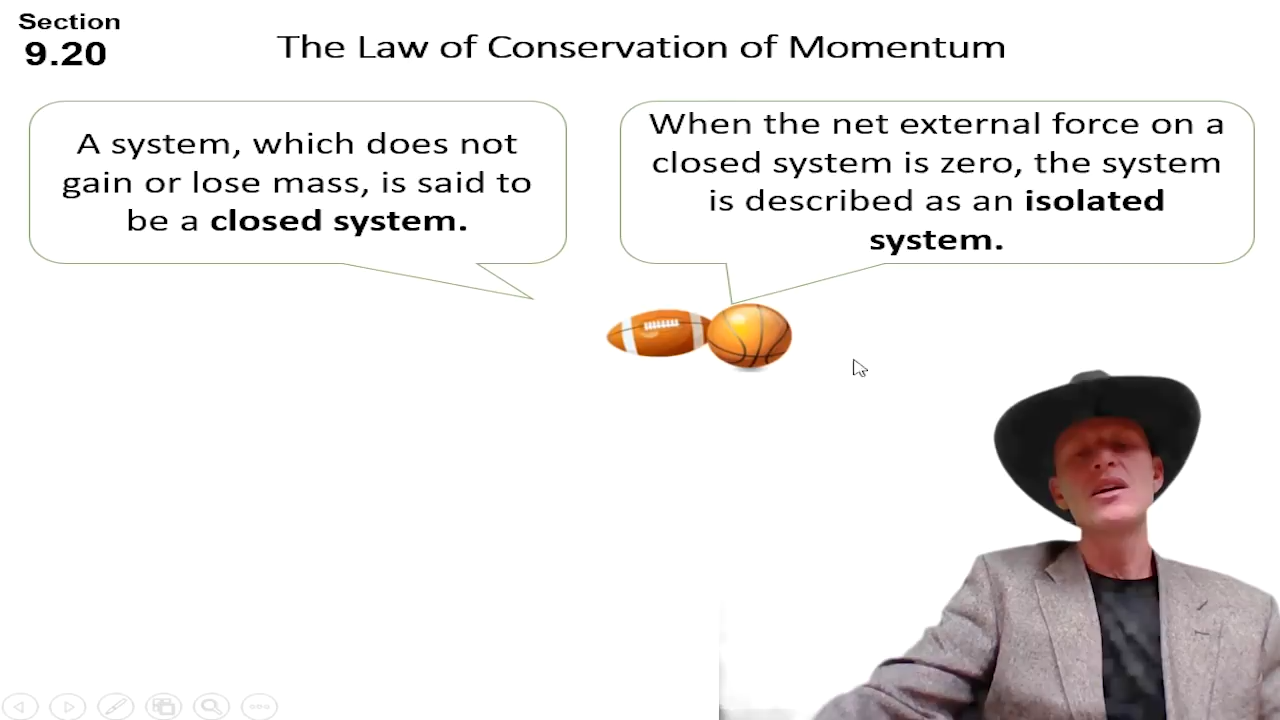 Section
9.20
The Law of Conservation of Momentum
A system, which does not
gain or lose mass, is said to
be a closed system.
When the net external force on a
closed system is zero, the system
is described as an isolated
system.